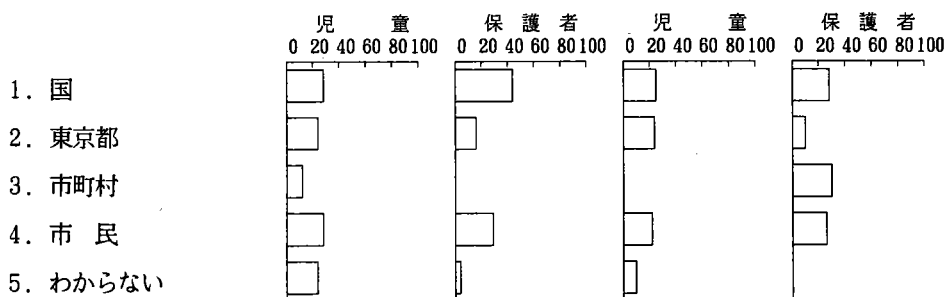 児　童　保　護　者　児　童　保　護　者
0 20 40 60 80 100　0 20 40 60 80 100　0 20 40 60 80 100　0 20 40 60 80 100
1．国
2．東京都
3．市町村
4．市　民
5．わからない